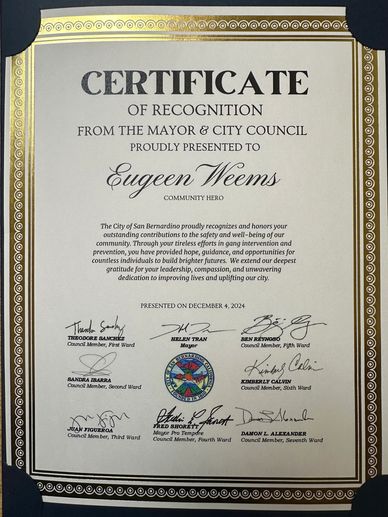 CERTIFICATE
OF RECOGNITION
FROM THE MAYOR & CITY COUNCIL
PROUDLY PRESENTED TO
Eugeen Weems
COMMUNITY HERO
The City of San Bernardino proudly recognizes and honors your
outstanding contributions to the safety and well-being of our
community. Through your tireless efforts in gang intervention and
prevention, you have provided hope, guidance, and opportunities for
countless individuals to build brighter futures. We extend our deepest
gratitude for your leadership, compassion, and unwavering
dedication to improving lives and uplifting our city.
PRESENTED ON DECEMBER 4, 2024
THEODORE SANCHEZ
Council Member, First Ward
HELEN TRAN
Mayor
BEN REYNOSO
Council Member, Fifth Ward
SANDRA IBARRA
Council Member, Second Ward
KIMBERLY CALVIN
Council Member, Sixth Ward
JUAN FIGUEROA
Council Member, Third Ward
FRED SHORETT
Mayor Pro Tempore
Council Member, Fourth Ward
DAMON L. ALEXANDER
Council Member, Seventh Ward